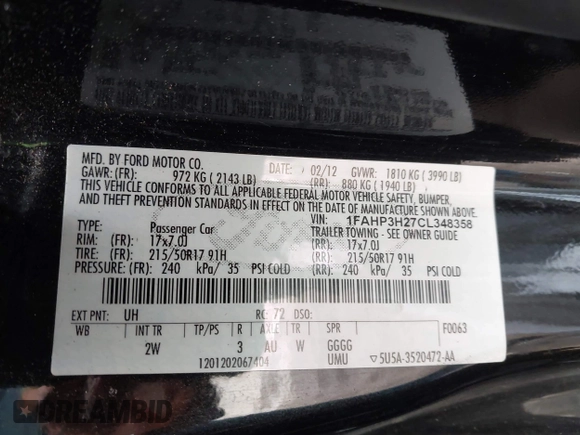 MFD. BY FORD MOTOR CO. DATE: 02/12 GVWR: 1810 KG ( 3990 LB)
GAWR: (FR): 972 KG ( 2143 LB) (RR): 880 KG ( 1940 LB)
THIS VEHICLE CONFORMS TO ALL APPLICABLE FEDERAL MOTOR VEHICLE SAFETY, BUMPER,
AND THEFT PREVENTION STANDARDS IN EFFECT ON THE DATE OF MANUFACTURE SHOWN ABOVE.
VIN: 1FAHP3H27CL348358
Passenger Car TRAILER TOWING - SEE OWNER GUIDE
RIM: (FR): 17x7.0J (RR): 17x7.0J
TIRE: (FR): 215/50R17 91H (RR): 215/50R17 91H
PRESSURE: (FR): 240 kPa/ 35 PSI COLD (RR): 240 kPa/ 35 PSI COLD
EXT PNT: UH RC: 72 DSO: F0063
WB INT TR TP/PS R AXLE TR SPR
2W 3 AU W GGGG
1201202067404 UMU ▽ 5U5A-3520472-AA
DREAMBID